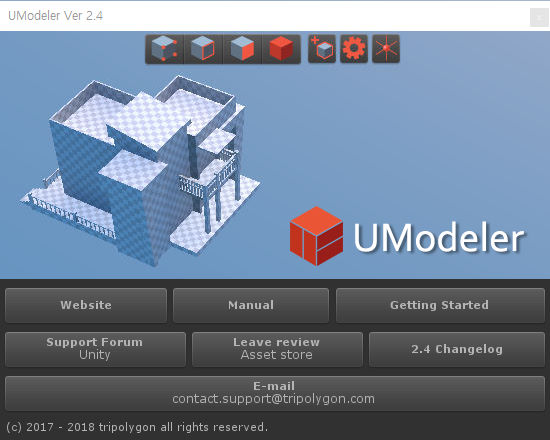 UModeler Ver 2.4
UModeler
Website
Manual
Getting Started
Support Forum
Unity
Leave review
Asset store
2.4 Changelog
E-mail
contact.support@tripolygon.com
(c) 2017 - 2018 tripolygon all rights reserved.